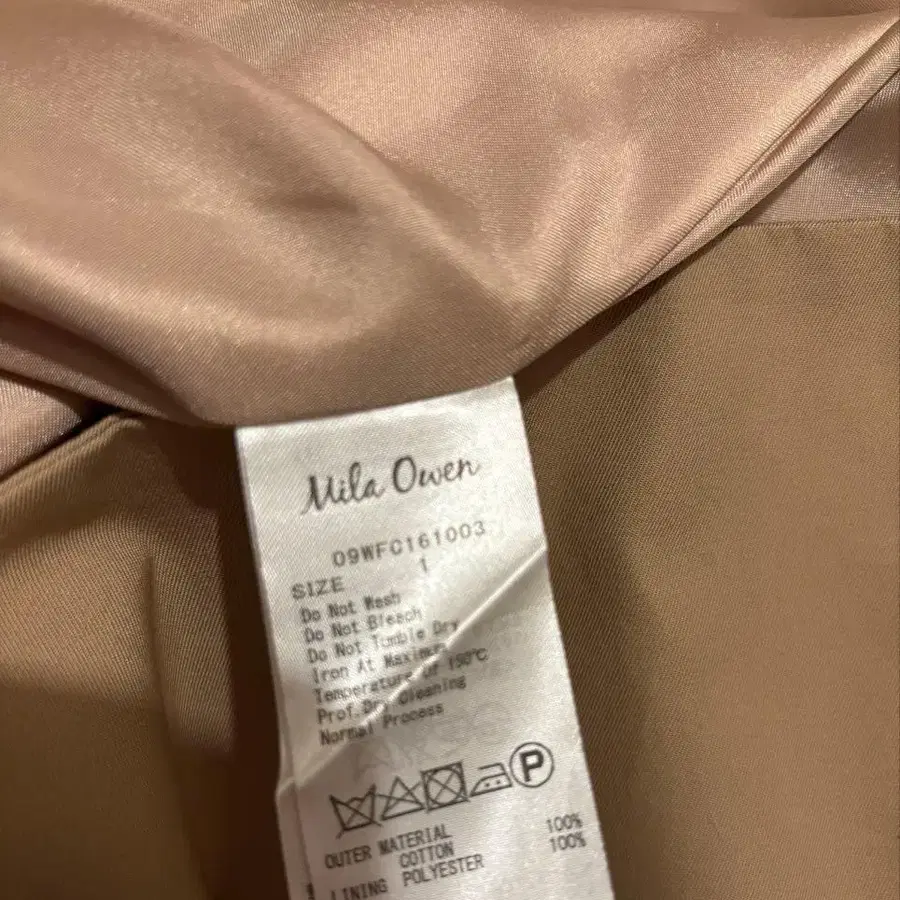 Mila Owen
09WFC161003
SIZE 1
Do Not Wash
Do Not Bleach
Do Not Tumble Dry
Iron At Maximum
Temperature Of 150℃
Prof.Dry Cleaning
Normal Process
P
OUTER MATERIAL
COTTON 100%
LINING POLYESTER 100%